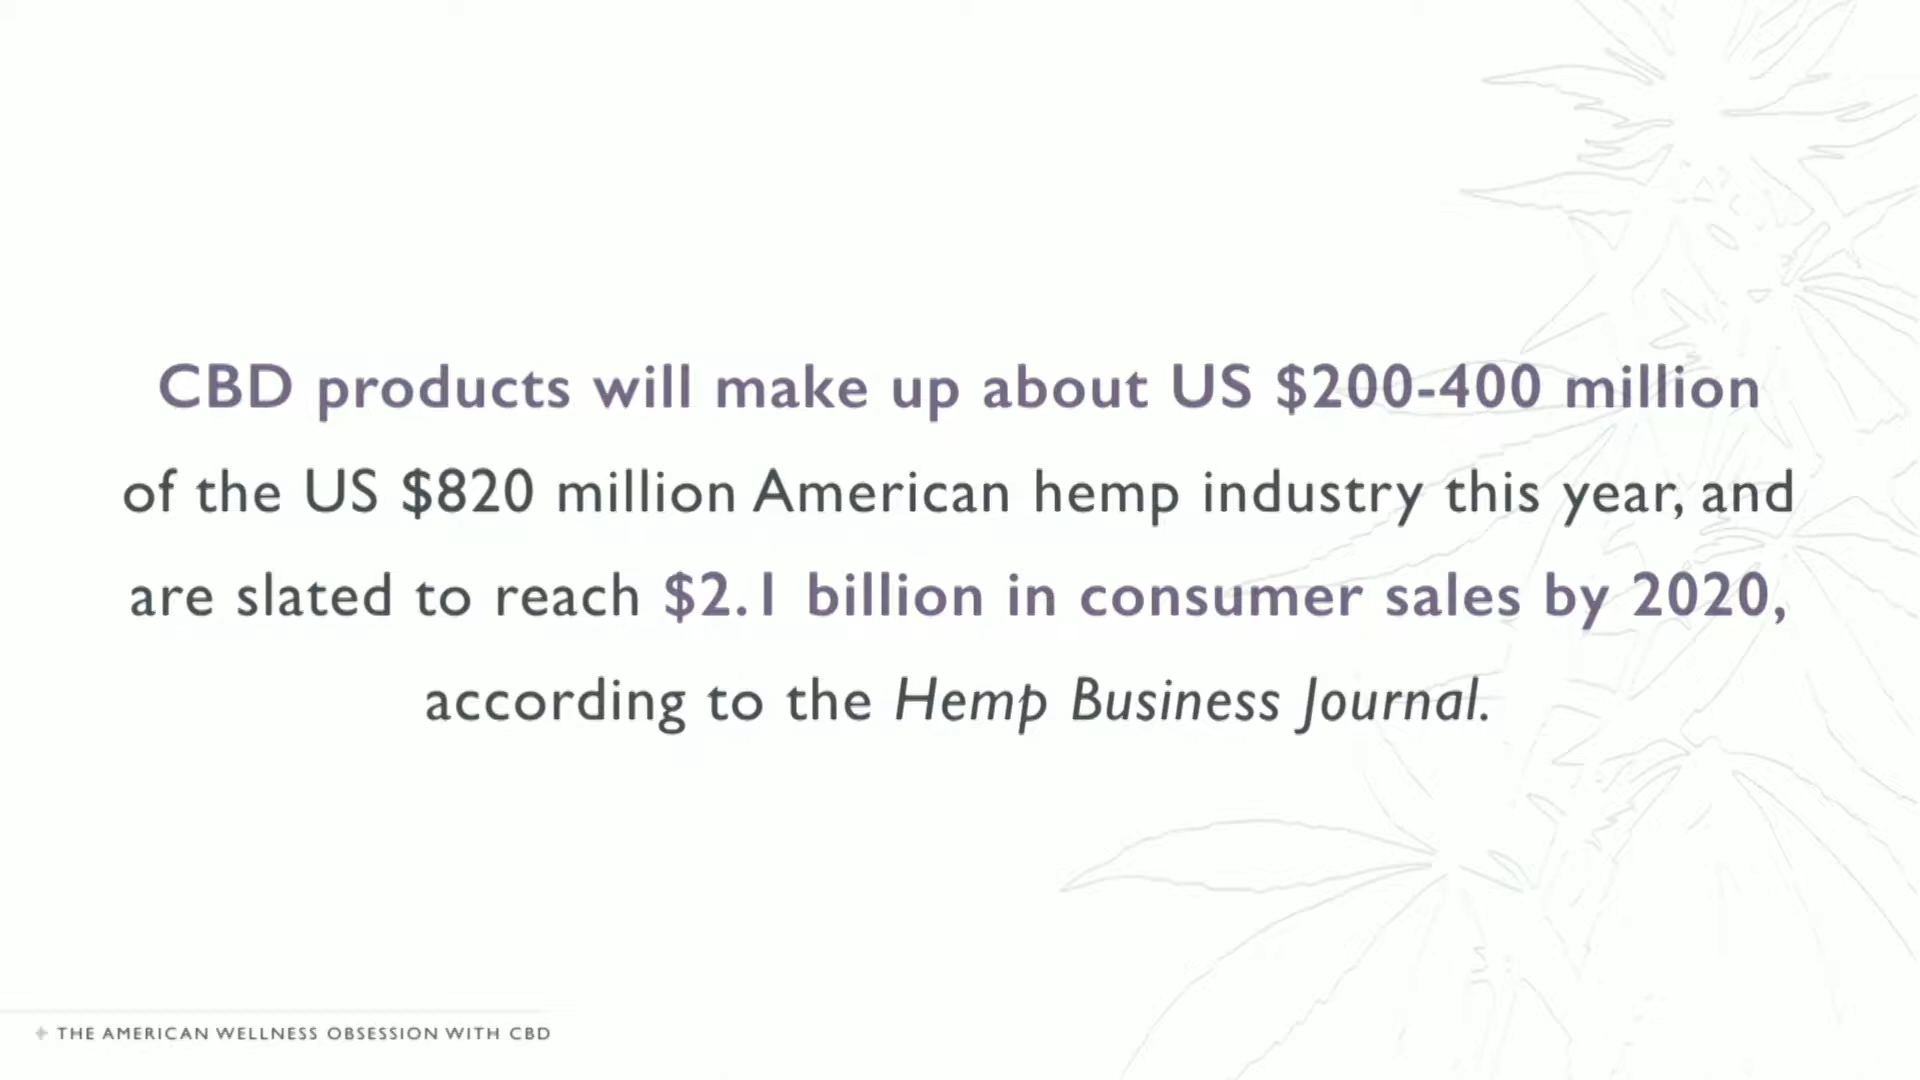 CBD products will make up about US $200-400 million
of the US $820 million American hemp industry this year, and
are slated to reach $2.1 billion in consumer sales by 2020,
according to the Hemp Business Journal.
THE AMERICAN WELLNESS OBSESSION WITH CBD